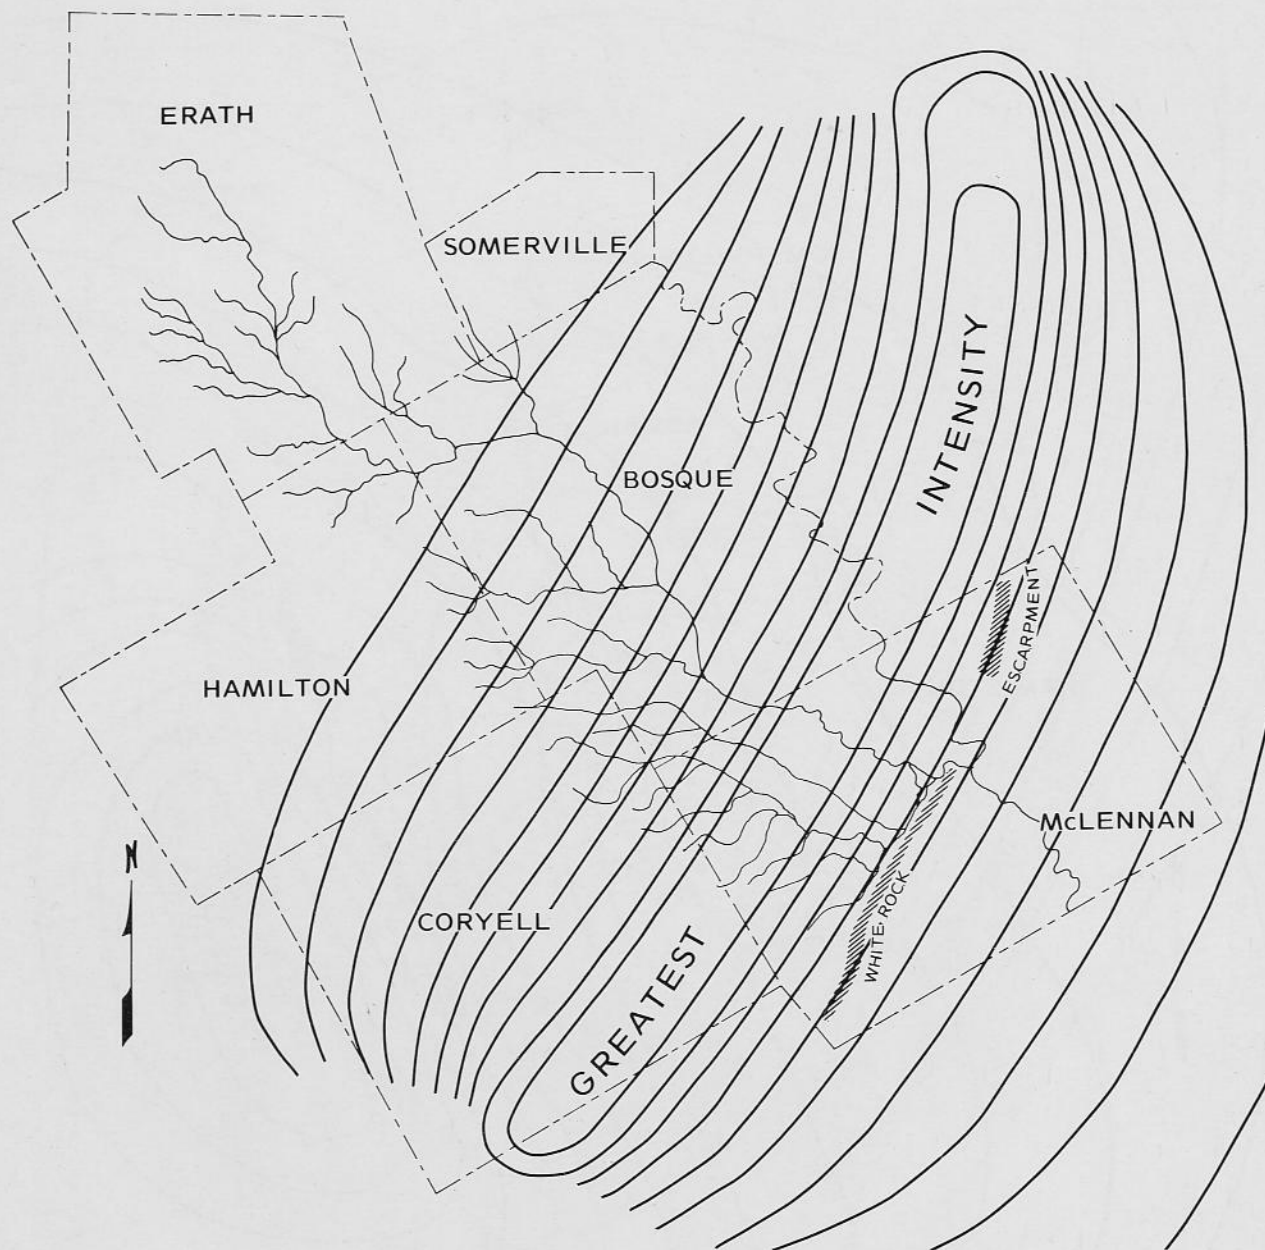 ERATH
SOMERVILLE
INTENSITY
BOSQUE
ESCARPMENT
HAMILTON
McLENNAN
N
WHITE ROCK
CORYELL
GREATEST